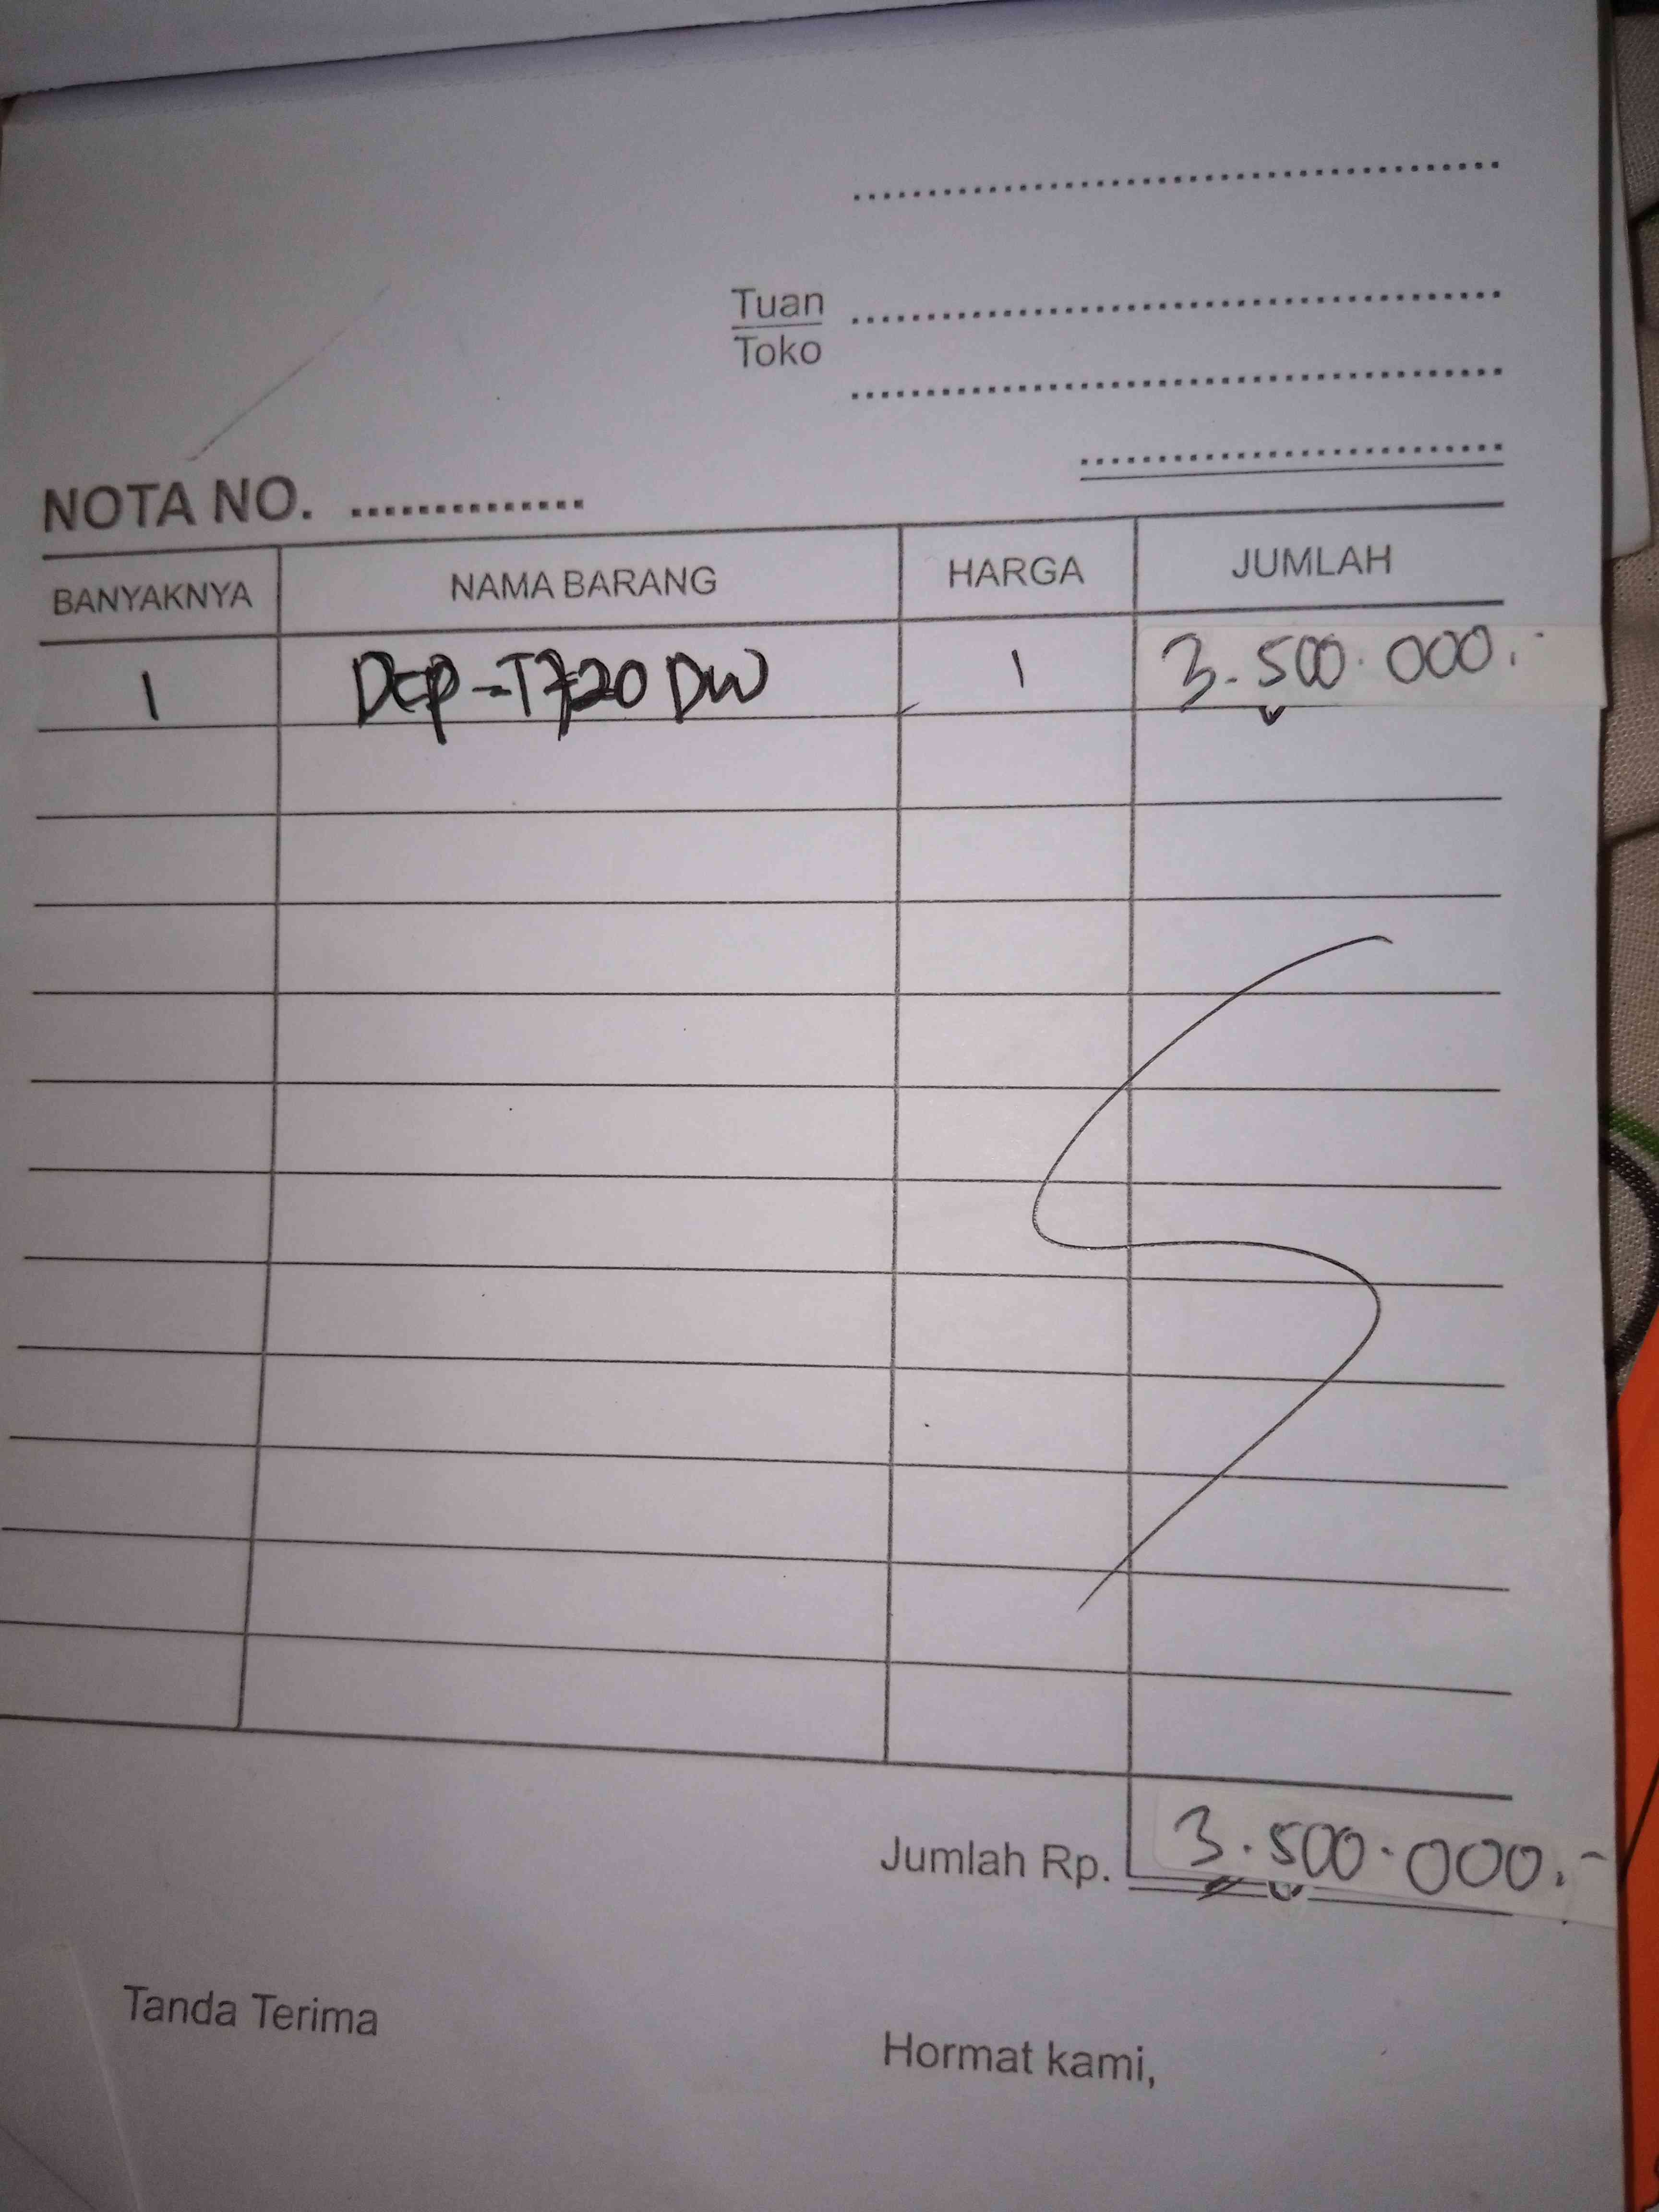 Tuan
Toko
NOTA NO. ..............
BANYAKNYA NAMA BARANG HARGA JUMLAH
1 DCP-T720 DW 1 3.500.000.-
Jumlah Rp. 3.500.000.-
Tanda Terima
Hormat kami,